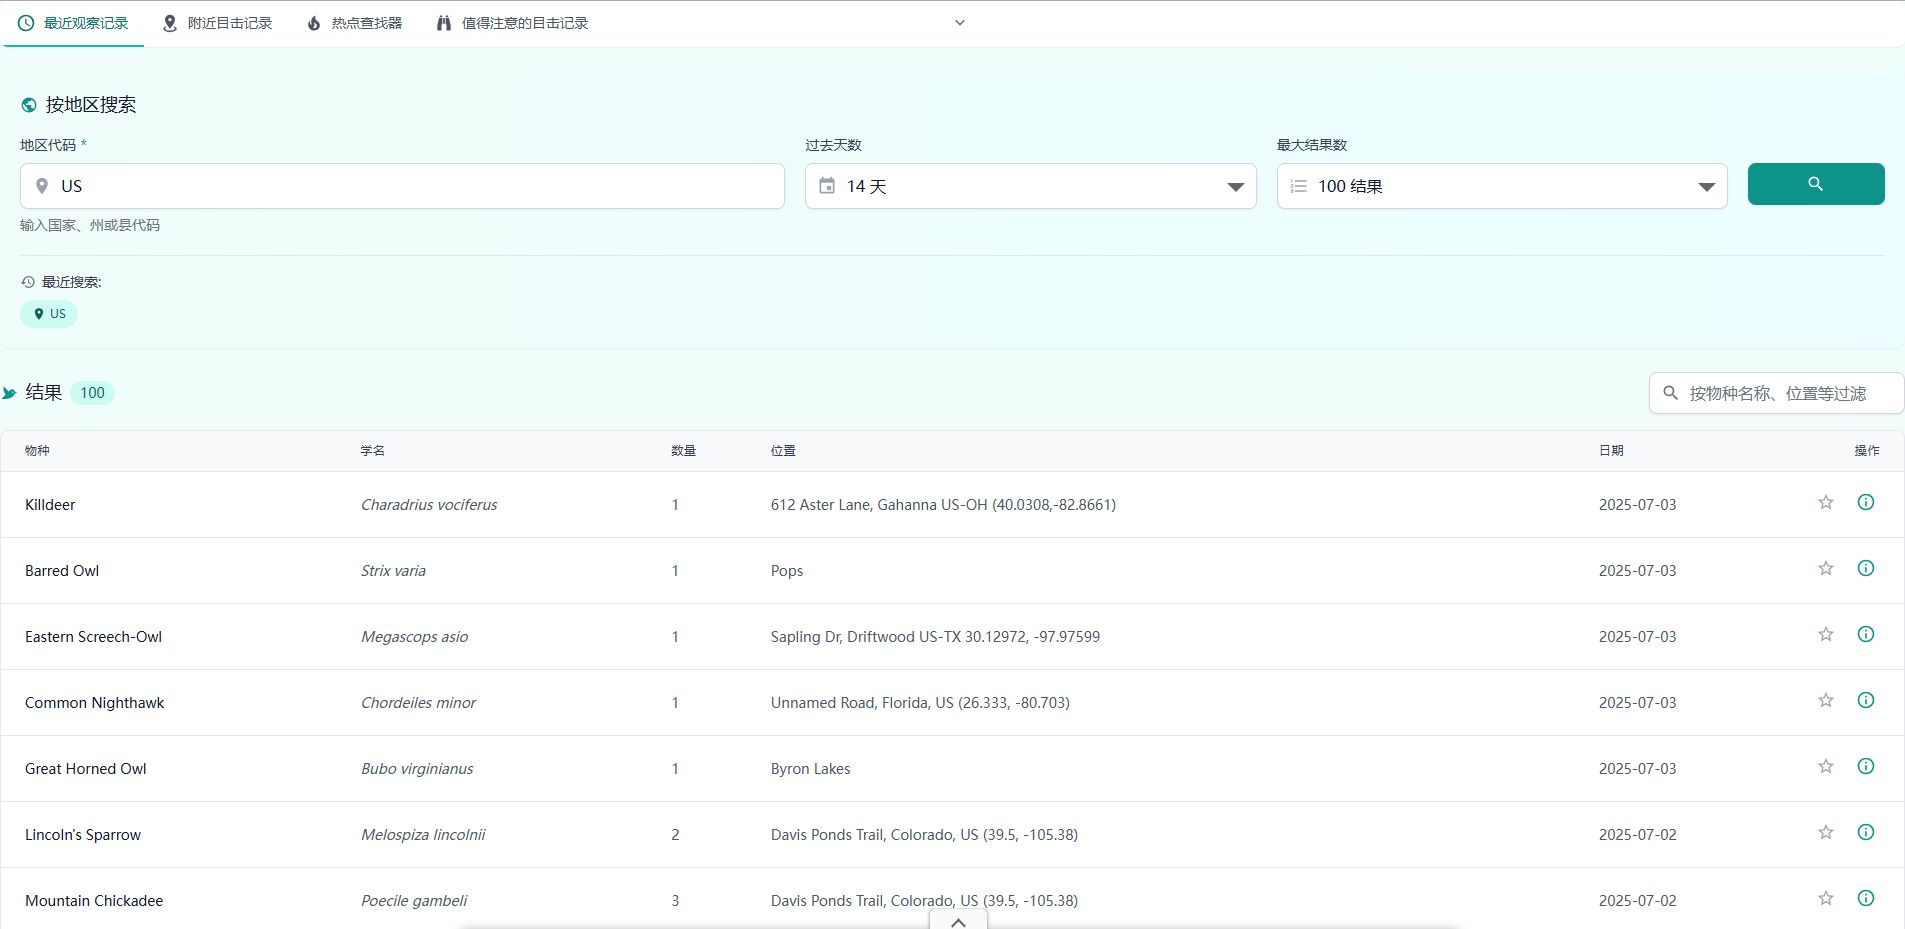 最近观察记录 附近目击记录 热点查找器 值得注意的目击记录
按地区搜索
地区代码 * 过去天数 最大结果数
US 14 天 100 结果
输入国家、州或县代码
最近搜索:
US
结果 100 按物种名称、位置等过滤
物种 学名 数量 位置 日期 操作
Killdeer Charadrius vociferus 1 612 Aster Lane, Gahanna US-OH (40.0308,-82.8661) 2025-07-03
Barred Owl Strix varia 1 Pops 2025-07-03
Eastern Screech-Owl Megascops asio 1 Sapling Dr, Driftwood US-TX 30.12972, -97.97599 2025-07-03
Common Nighthawk Chordeiles minor 1 Unnamed Road, Florida, US (26.333, -80.703) 2025-07-03
Great Horned Owl Bubo virginianus 1 Byron Lakes 2025-07-03
Lincoln's Sparrow Melospiza lincolnii 2 Davis Ponds Trail, Colorado, US (39.5, -105.38) 2025-07-02
Mountain Chickadee Poecile gambeli 3 Davis Ponds Trail, Colorado, US (39.5, -105.38) 2025-07-02